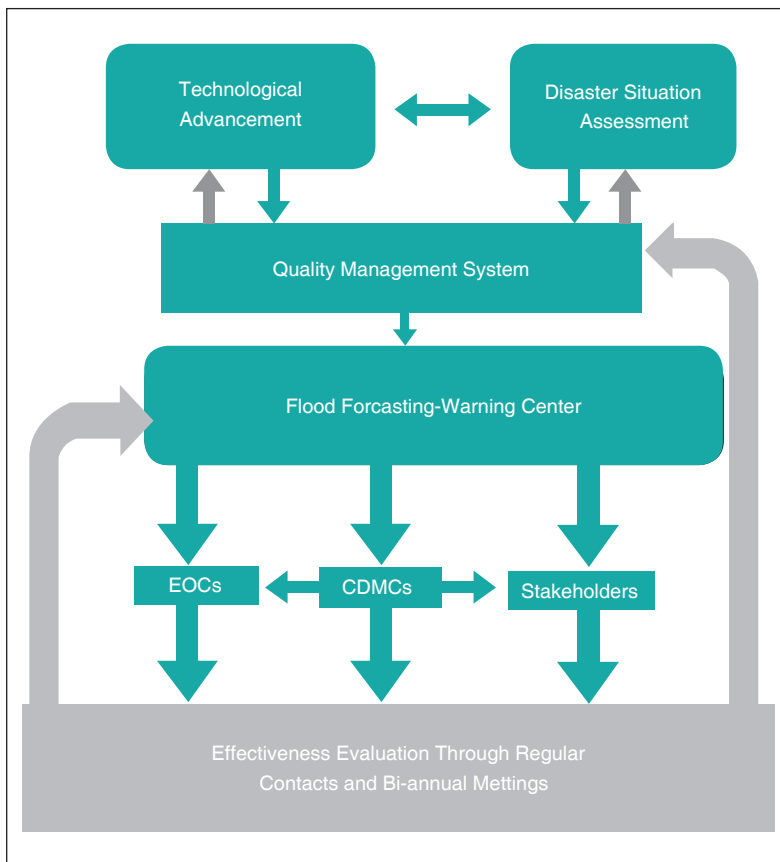 Technological
Advancement
Disaster Situation
Assessment
Quality Management System
Flood Forcasting-Warning Center
EOCs
CDMCs
Stakeholders
Effectiveness Evaluation Through Regular
Contacts and Bi-annual Mettings